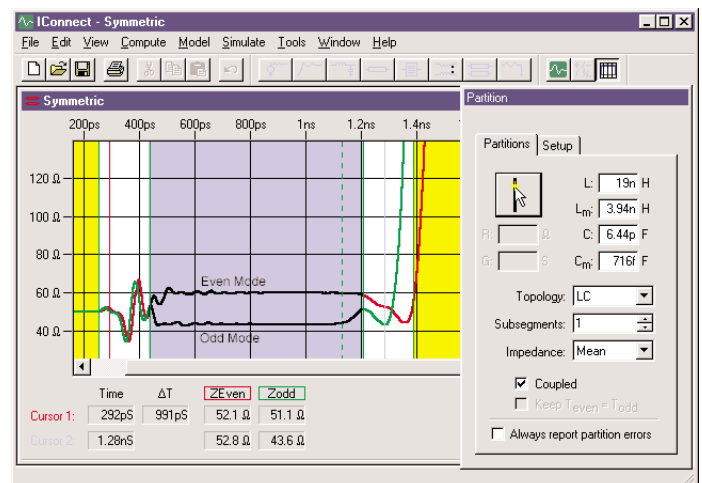 IConnect - Symmetric
File Edit View Compute Model Simulate Tools Window Help
Symmetric
200ps 400ps 600ps 800ps 1ns 1.2ns 1.4ns
120 Ω
100 Ω
80 Ω
60 Ω
40 Ω
Even Mode
Odd Mode
Time ΔT ZEven Zodd
Cursor 1: 292pS 991pS 52.1 Ω 51.1 Ω
Cursor 2: 1.28nS 52.8 Ω 43.6 Ω
Partition
Partitions Setup
L: 19n H
Lm: 3.94n H
R: Ω C: 6.44p F
G: S Cm: 716f F
Topology: LC
Subsegments: 1
Impedance: Mean
Coupled
Keep Teven = Todd
Always report partition errors